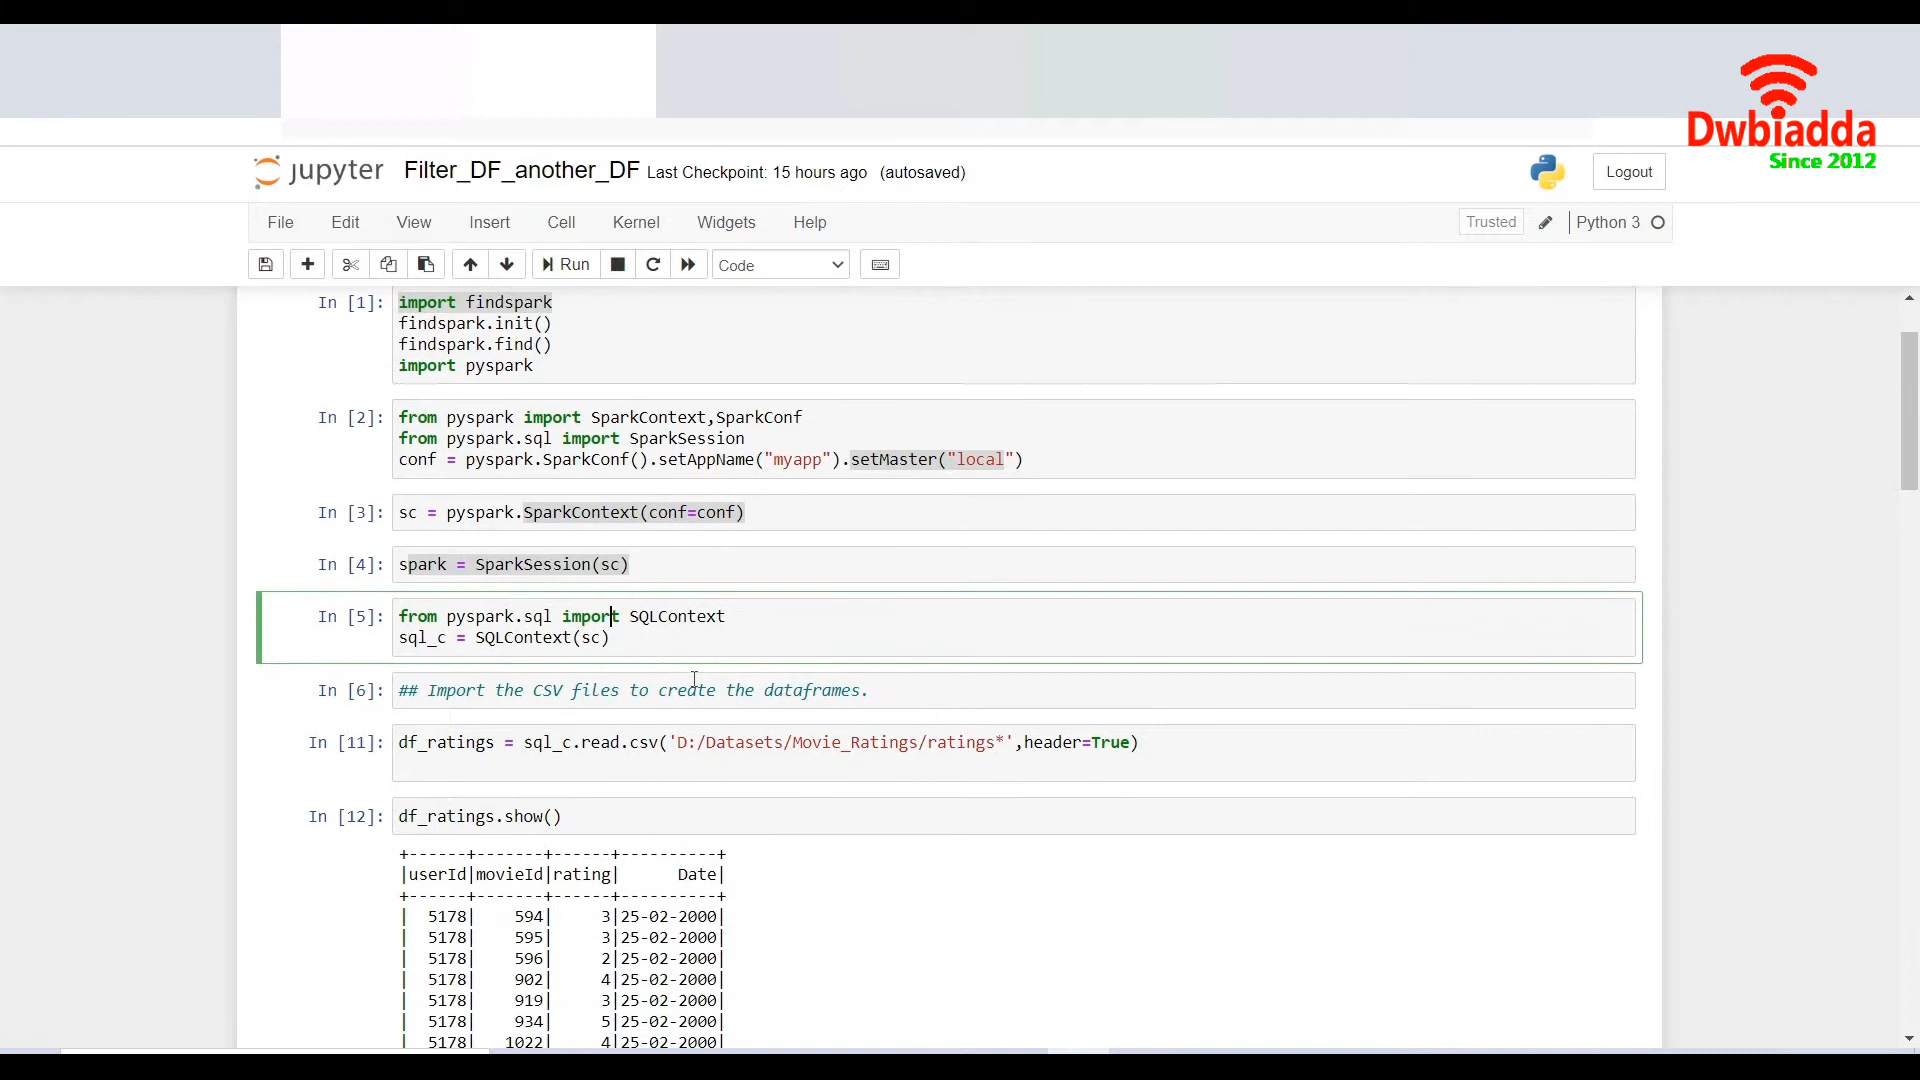 Dwbiadda
Since 2012
jupyter Filter_DF_another_DF Last Checkpoint: 15 hours ago (autosaved) Logout
File Edit View Insert Cell Kernel Widgets Help Trusted Python 3
Run Code
In [1]: import findspark
findspark.init()
findspark.find()
import pyspark
In [2]: from pyspark import SparkContext,SparkConf
from pyspark.sql import SparkSession
conf = pyspark.SparkConf().setAppName("myapp").setMaster("local")
In [3]: sc = pyspark.SparkContext(conf=conf)
In [4]: spark = SparkSession(sc)
In [5]: from pyspark.sql import SQLContext
sql_c = SQLContext(sc)
In [6]: ## Import the CSV files to create the dataframes.
In [11]: df_ratings = sql_c.read.csv('D:/Datasets/Movie_Ratings/ratings*',header=True)
In [12]: df_ratings.show()
+------+-------+------+----------+
|userId|movieId|rating|      Date|
+------+-------+------+----------+
|  5178|    594|     3|25-02-2000|
|  5178|    595|     3|25-02-2000|
|  5178|    596|     2|25-02-2000|
|  5178|    902|     4|25-02-2000|
|  5178|    919|     3|25-02-2000|
|  5178|    934|     5|25-02-2000|
|  5178|   1022|     4|25-02-2000|